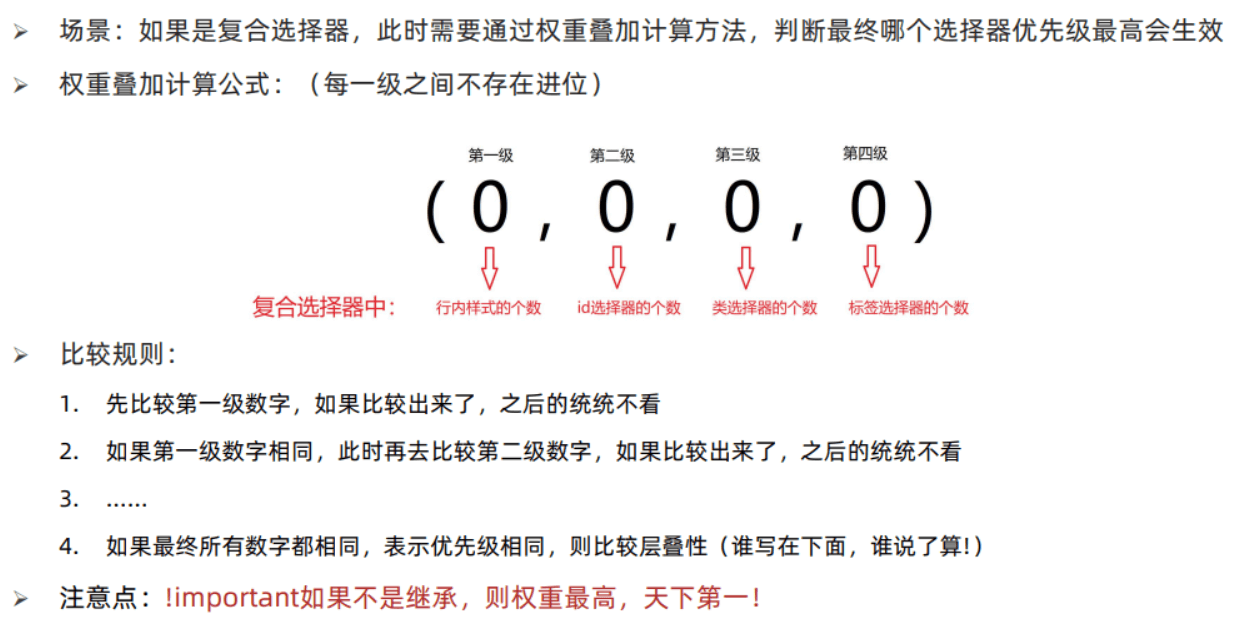 ➢ 场景：如果是复合选择器，此时需要通过权重叠加计算方法，判断最终哪个选择器优先级最高会生效
➢ 权重叠加计算公式：（每一级之间不存在进位）
第一级 第二级 第三级 第四级
( 0 , 0 , 0 , 0 )
复合选择器中： 行内样式的个数 id选择器的个数 类选择器的个数 标签选择器的个数
➢ 比较规则：
1. 先比较第一级数字，如果比较出来了，之后的统统不看
2. 如果第一级数字相同，此时再去比较第二级数字，如果比较出来了，之后的统统不看
3. ……
4. 如果最终所有数字都相同，表示优先级相同，则比较层叠性（谁写在下面，谁说了算!）
➢ 注意点：!important如果不是继承，则权重最高，天下第一！